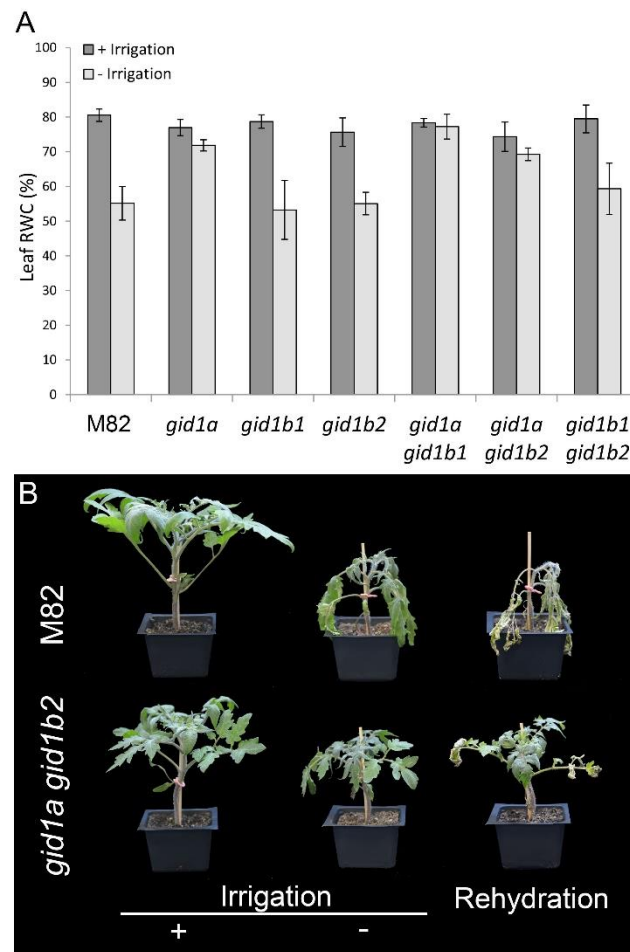 A
100
90
80
70
60
50
40
30
20
10
0
Leaf RWC (%)
+ Irrigation
- Irrigation
M82
gid1a
gid1b1
gid1b2
gid1a
gid1b1
gid1a
gid1b2
gid1b1
gid1b2
B
M82
gid1a gid1b2
Irrigation
Rehydration
+
-